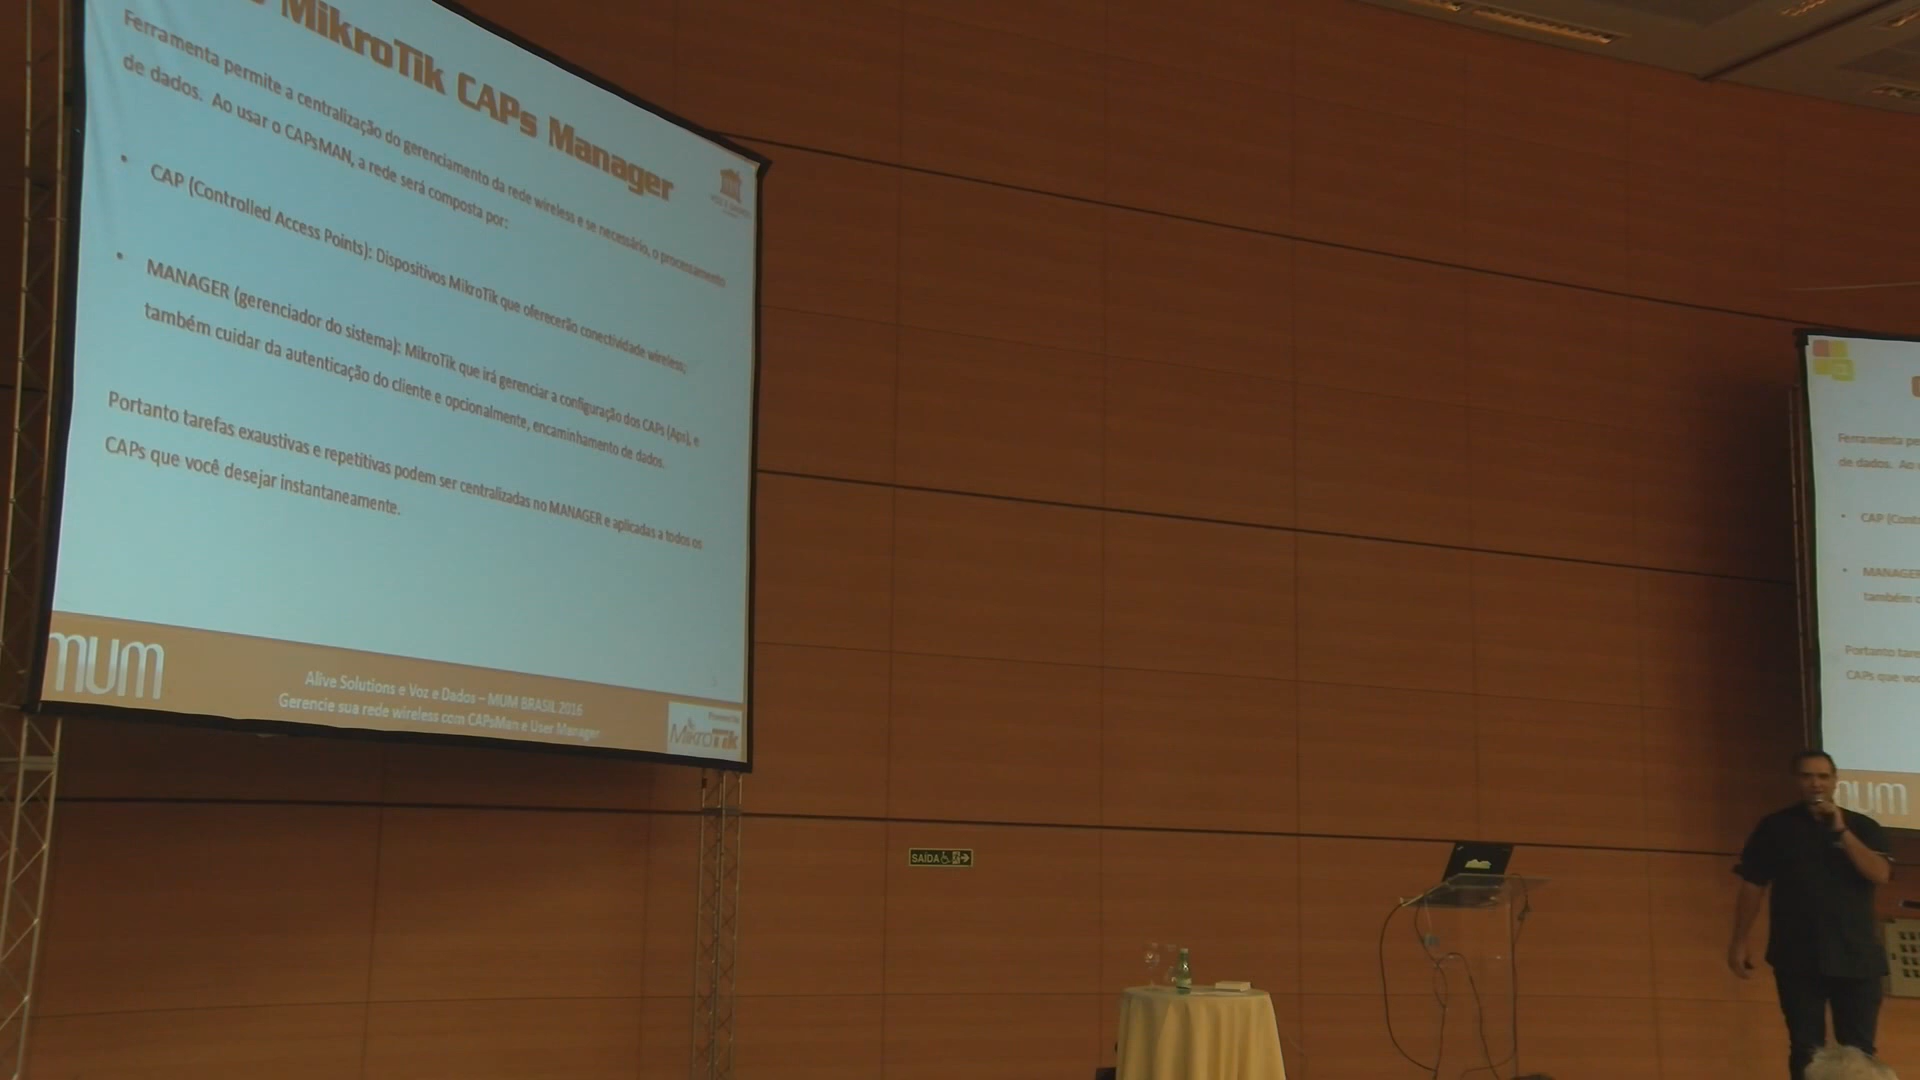 MikroTik CAPs Manager
Ferramenta permite a centralização do gerenciamento da rede wireless e se necessário, o processamento
de dados. Ao usar o CAPsMAN, a rede será composta por:
• CAP (Controlled Access Points): Dispositivos MikroTik que oferecerão conectividade wireless;
• MANAGER (gerenciador do sistema): MikroTik que irá gerenciar a configuração dos CAPs (Aps), e
também cuidar da autenticação do cliente e opcionalmente, encaminhamento de dados.
Portanto tarefas exaustivas e repetitivas podem ser centralizadas no MANAGER e aplicadas a todos os
CAPs que você desejar instantaneamente.
mum
Alive Solutions e Voz e Dados – MUM BRASIL 2016
Gerencie sua rede wireless com CAPsMan e User Manager
MikroTik
SAÍDA
Ferramenta pe
de dados. Ao
• CAP (Cont
• MANAGER
também c
Portanto tare
CAPs que voc
mum